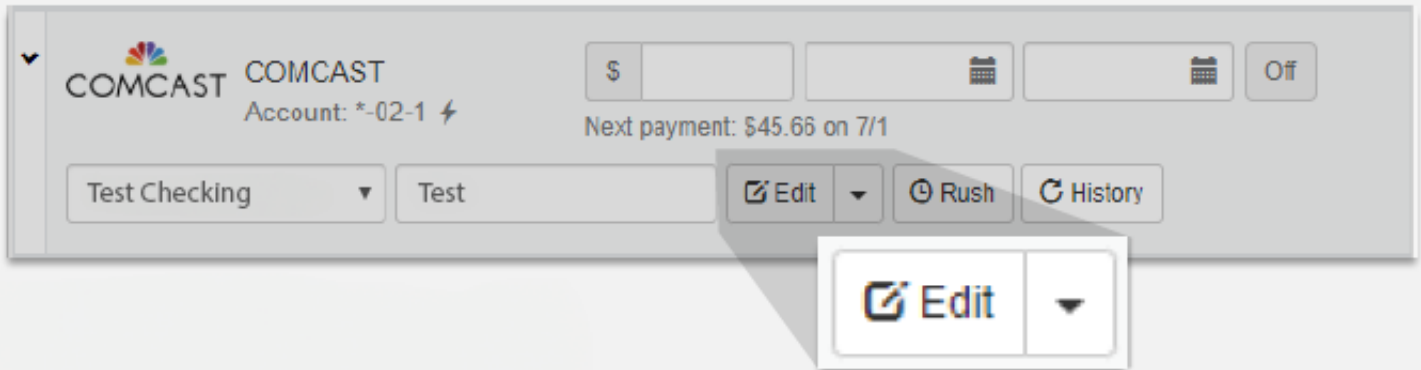 COMCAST COMCAST $ Off
Account: *-02-1
Next payment: $45.66 on 7/1
Test Checking Test Edit Rush History
Edit